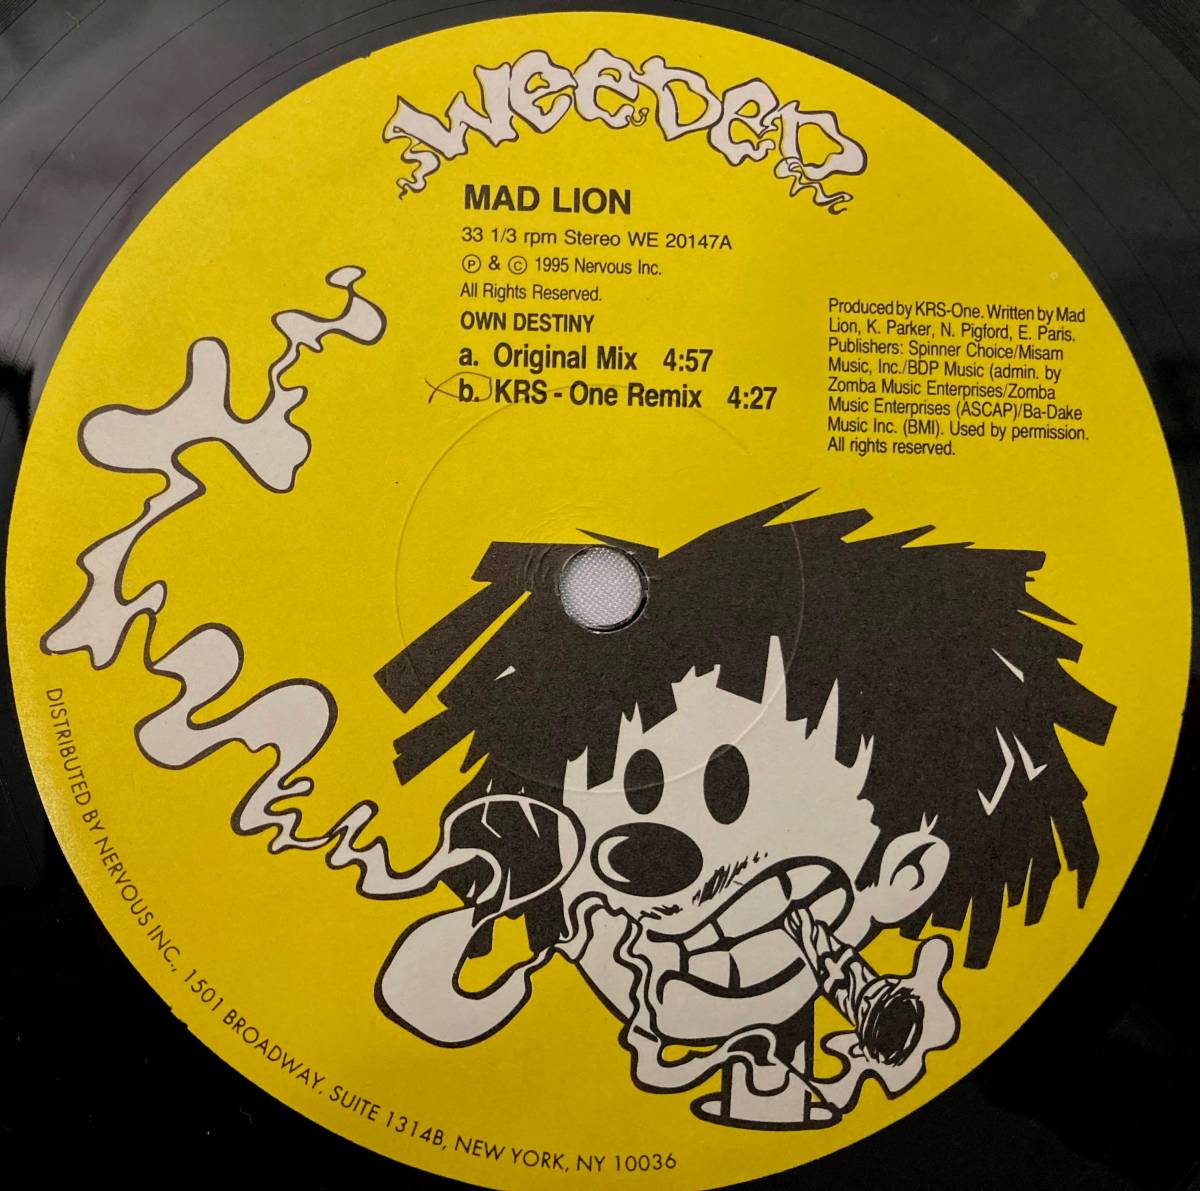 WEEDED
MAD LION
33 1/3 rpm Stereo WE 20147A
Ⓟ & © 1995 Nervous Inc.
All Rights Reserved.
OWN DESTINY
a. Original Mix 4:57
b. KRS - One Remix 4:27
Produced by KRS-One. Written by Mad
Lion, K. Parker, N. Pigford, E. Paris.
Publishers: Spinner Choice/Misam
Music, Inc./BDP Music (admin. by
Zomba Music Enterprises/Zomba
Music Enterprises (ASCAP)/Ba-Dake
Music Inc. (BMI). Used by permission.
All rights reserved.
DISTRIBUTED BY NERVOUS INC., 1501 BROADWAY, SUITE 1314B, NEW YORK, NY 10036